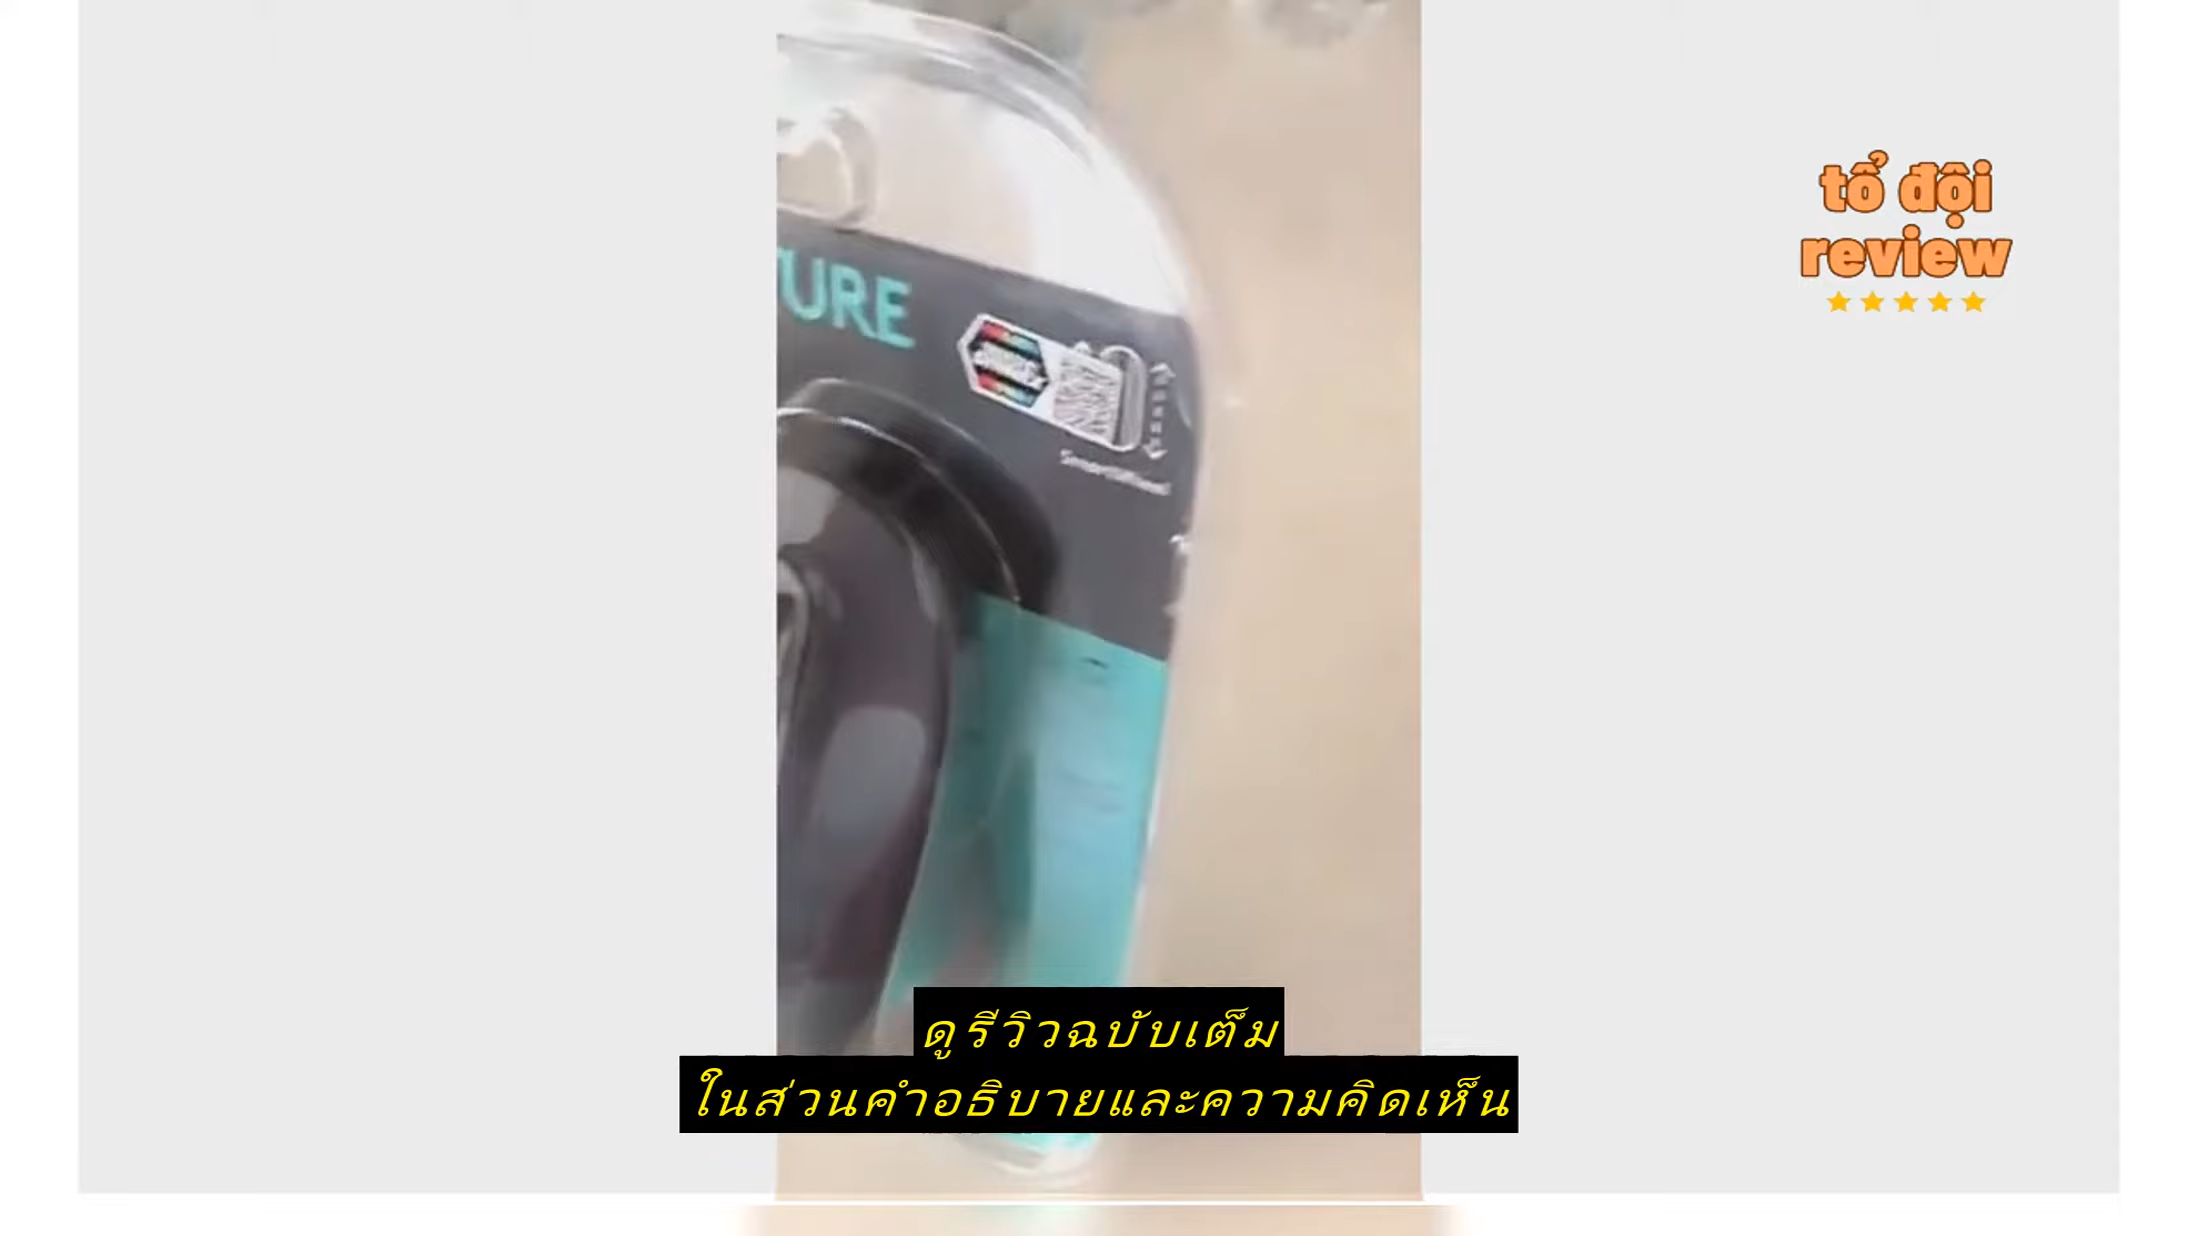 TURE
tổ đội
review
ดูรีวิวฉบับเต็ม
ในส่วนคำอธิบายและความคิดเห็น